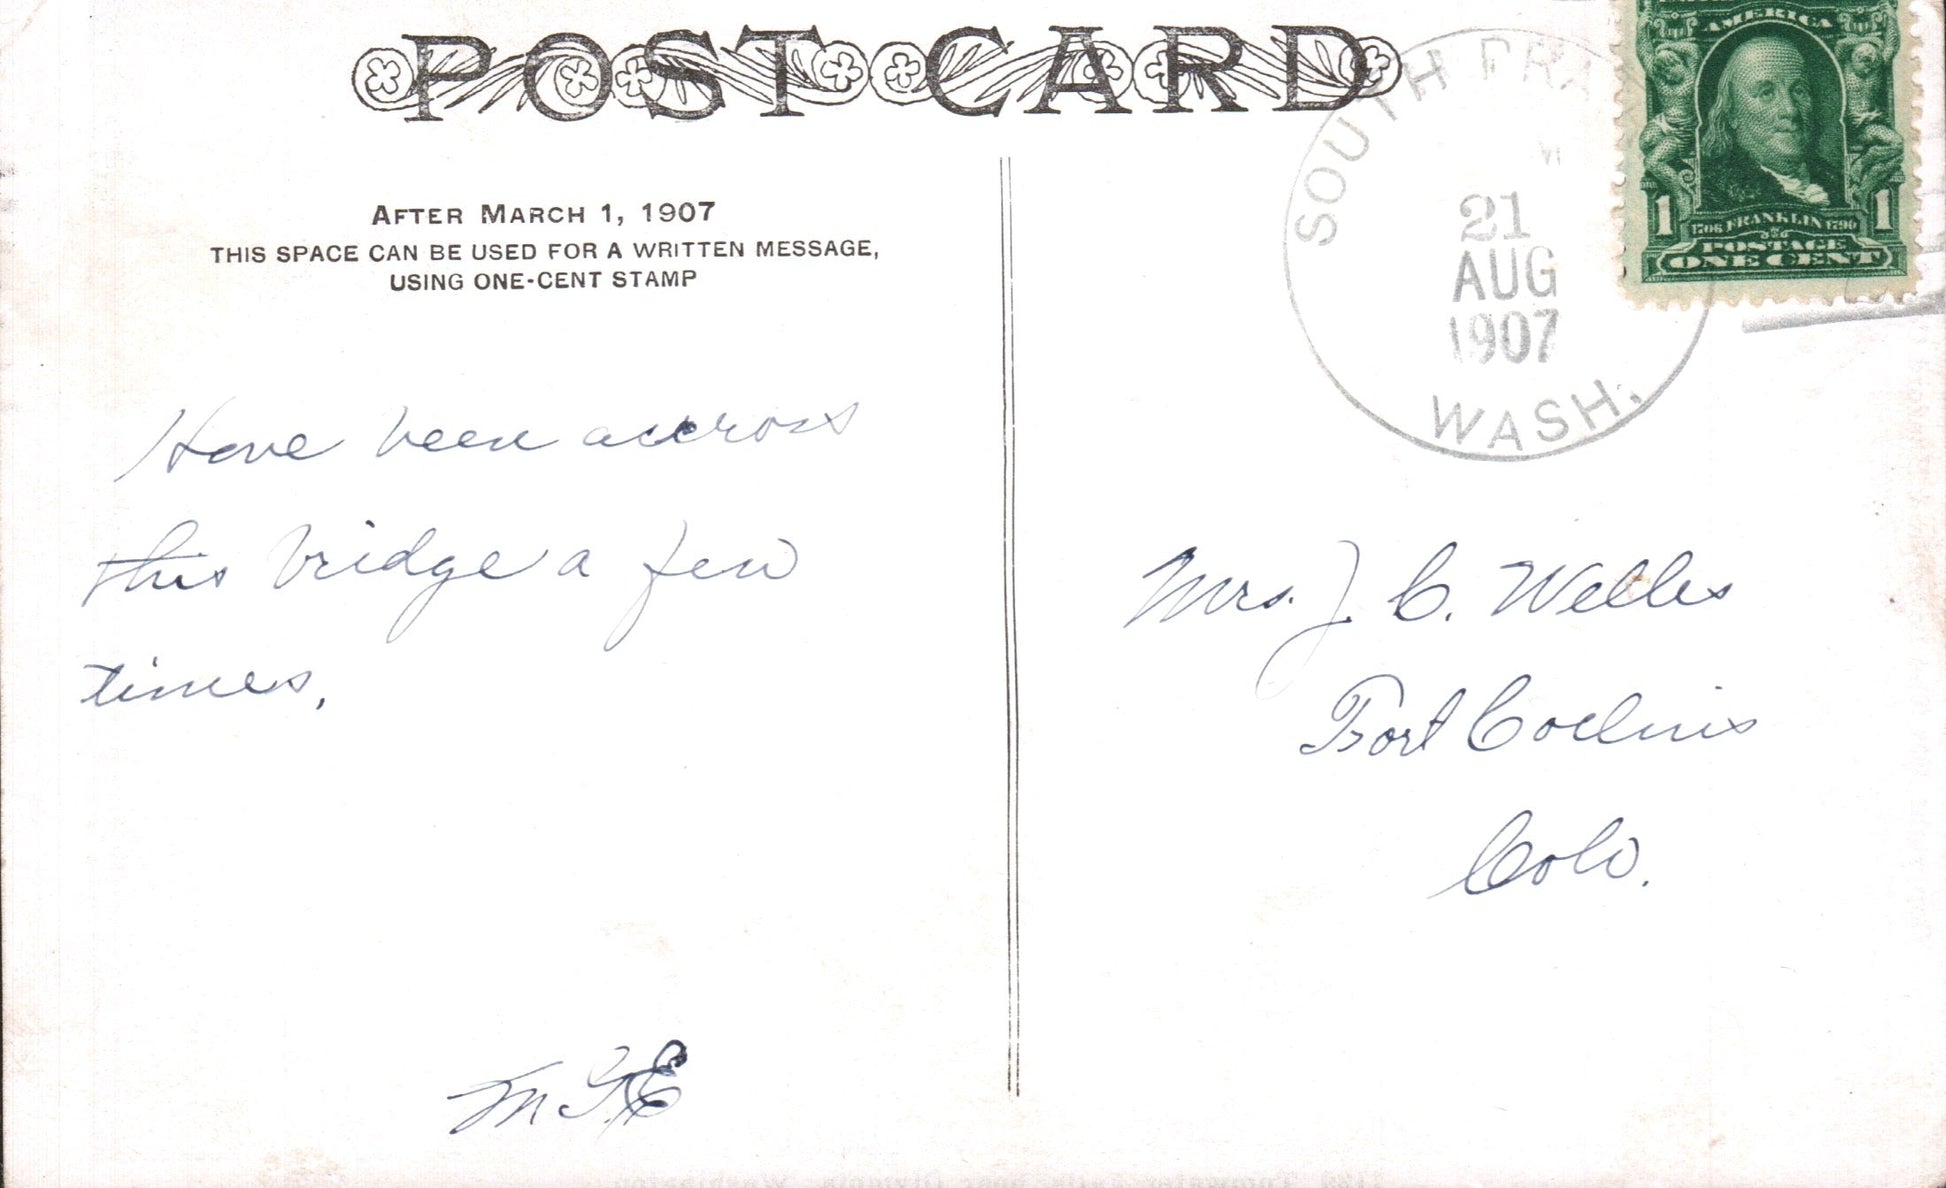 POST CARD
AFTER MARCH 1, 1907
THIS SPACE CAN BE USED FOR A WRITTEN MESSAGE,
USING ONE-CENT STAMP
Have been accross
this bridge a few
times.
SOUTH PRA
21
AUG
1907
WASH.
AMERICA
1 1
1706 FRANKLIN 1790
POSTAGE
ONE CENT
Mrs. J. C. Welles
Fort Collins
Colo.